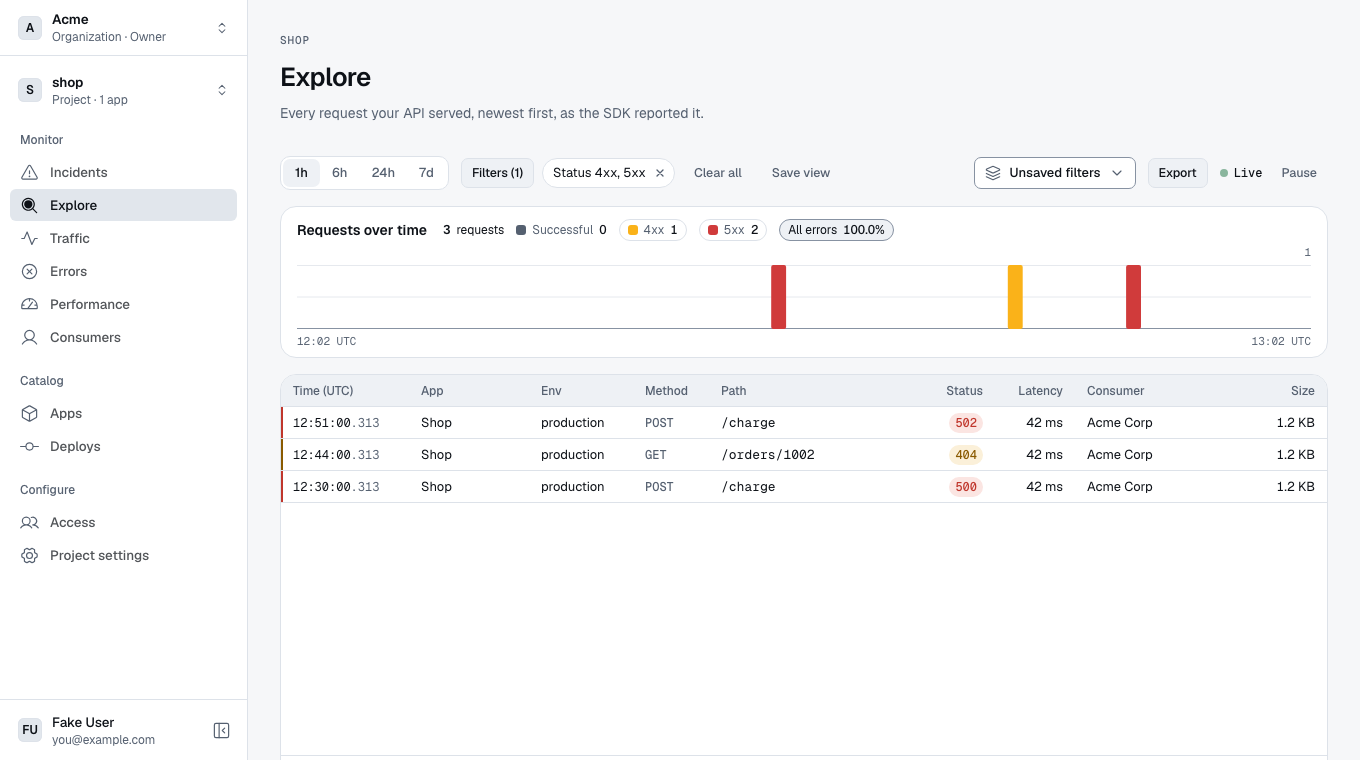 A
Acme
Organization · Owner
S
shop
Project · 1 app
Monitor
Incidents
Explore
Traffic
Errors
Performance
Consumers
Catalog
Apps
Deploys
Configure
Access
Project settings
FU
Fake User
you@example.com
SHOP
Explore
Every request your API served, newest first, as the SDK reported it.
1h 6h 24h 7d Filters (1) Status 4xx, 5xx Clear all Save view Unsaved filters Export Live Pause
Requests over time 3 requests Successful 0 4xx 1 5xx 2 All errors 100.0%
1
12:02 UTC 13:02 UTC
Time (UTC) App Env Method Path Status Latency Consumer Size
12:51:00.313 Shop production POST /charge 502 42 ms Acme Corp 1.2 KB
12:44:00.313 Shop production GET /orders/1002 404 42 ms Acme Corp 1.2 KB
12:30:00.313 Shop production POST /charge 500 42 ms Acme Corp 1.2 KB